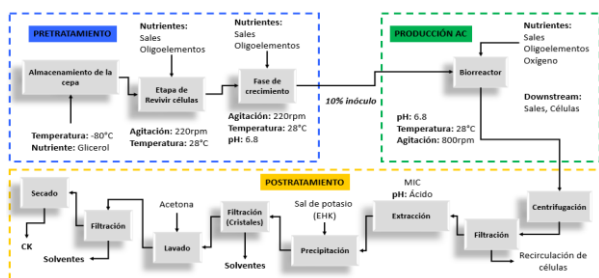 PRETRATAMIENTO
Nutrientes:
Sales
Oligoelementos
Nutrientes:
Sales
Oligoelementos
Almacenamiento de la
cepa
Etapa de
Revivir células
Fase de
crecimiento
Temperatura: -80°C
Nutriente: Glicerol
Agitación: 220rpm
Temperatura: 28°C
Agitación: 220rpm
Temperatura: 28°C
pH: 6.8
10% inóculo
PRODUCCIÓN AC
Nutrientes:
Sales
Oligoelementos
Oxígeno
Biorreactor
Downstream:
Sales, Células
pH: 6.8
Temperatura: 28°C
Agitación: 800rpm
POSTRATAMIENTO
Centrifugación
Filtración
Recirculación de
células
MIC
pH: Ácido
Extracción
Sal de potasio
(EHK)
Precipitación
Filtración
(Cristales)
Solventes
Acetona
Lavado
Filtración
Solventes
Secado
CK